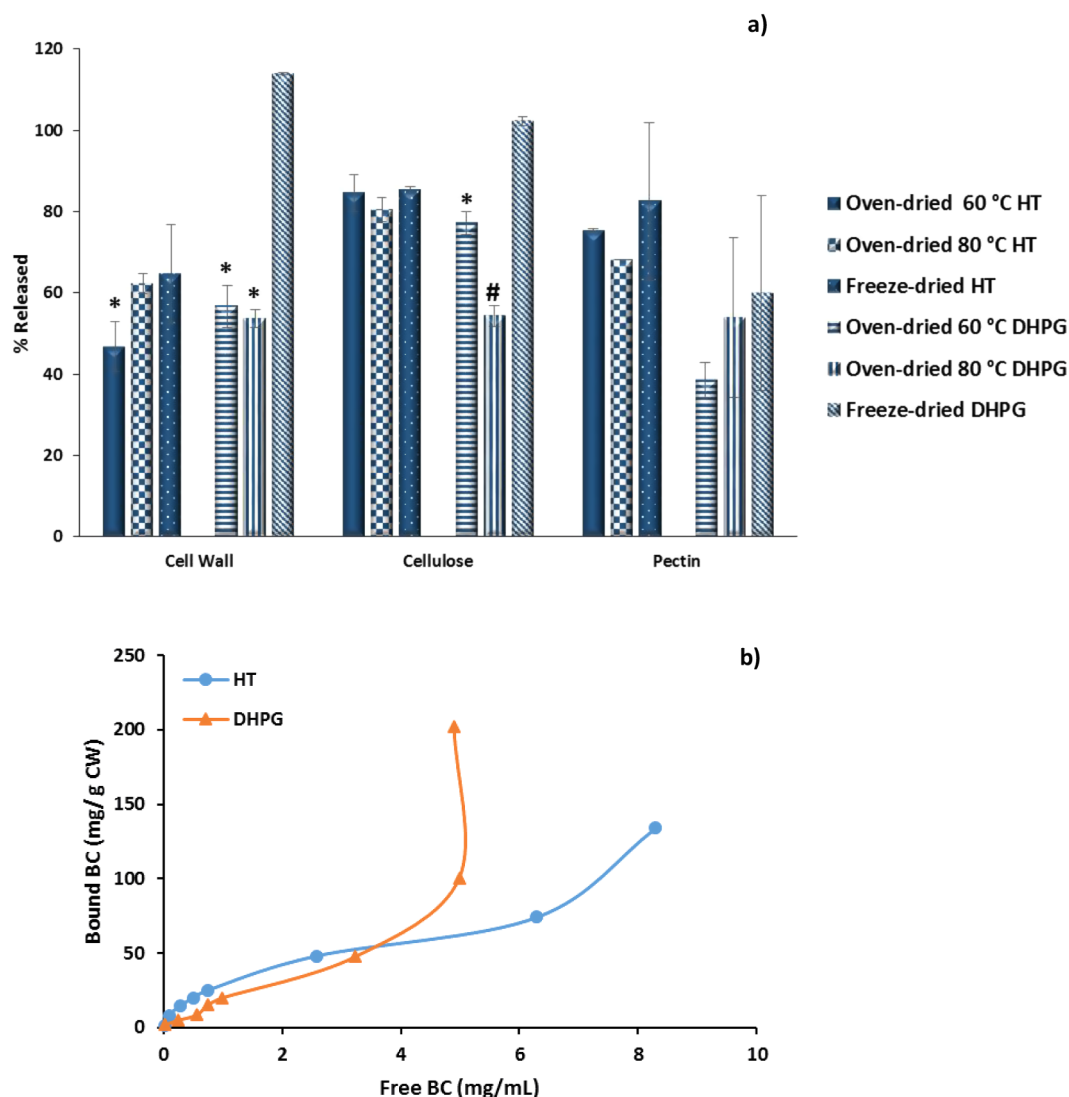 a)
120
100
80
60
40
20
0
% Released
*
*
*
*
#
Cell Wall
Cellulose
Pectin
Oven-dried 60 °C HT
Oven-dried 80 °C HT
Freeze-dried HT
Oven-dried 60 °C DHPG
Oven-dried 80 °C DHPG
Freeze-dried DHPG
b)
250
200
150
100
50
0
Bound BC (mg/ g CW)
HT
DHPG
0 2 4 6 8 10
Free BC (mg/mL)